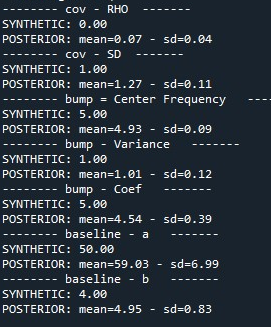 -------- cov - RHO  -------
SYNTHETIC: 0.00
POSTERIOR: mean=0.07 - sd=0.04
-------- cov - SD  -------
SYNTHETIC: 1.00
POSTERIOR: mean=1.27 - sd=0.11
-------- bump = Center Frequency   ----
SYNTHETIC: 5.00
POSTERIOR: mean=4.93 - sd=0.09
-------- bump - Variance   -------
SYNTHETIC: 1.00
POSTERIOR: mean=1.01 - sd=0.12
-------- bump - Coef   -------
SYNTHETIC: 5.00
POSTERIOR: mean=4.54 - sd=0.39
-------- baseline - a   -------
SYNTHETIC: 50.00
POSTERIOR: mean=59.03 - sd=6.99
-------- baseline - b   -------
SYNTHETIC: 4.00
POSTERIOR: mean=4.95 - sd=0.83